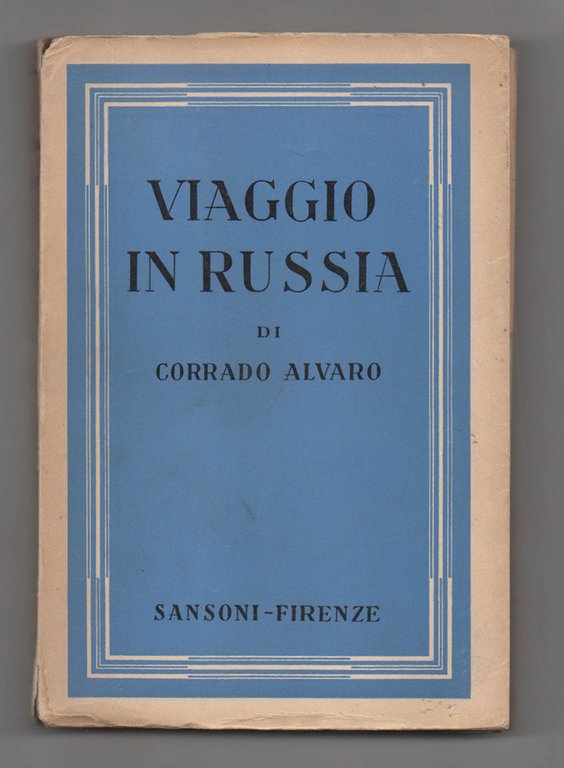 VIAGGIO
IN RUSSIA
DI
CORRADO ALVARO
SANSONI-FIRENZE